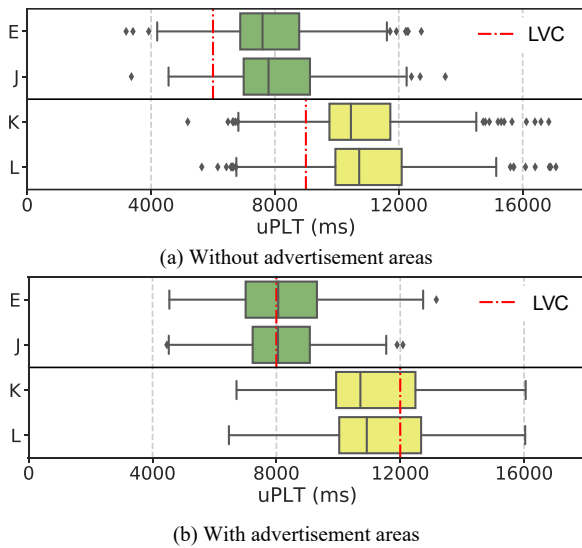 E
LVC
J
K
L
0
4000
8000
12000
16000
uPLT (ms)
(a) Without advertisement areas
E
LVC
J
K
L
0
4000
8000
12000
16000
uPLT (ms)
(b) With advertisement areas